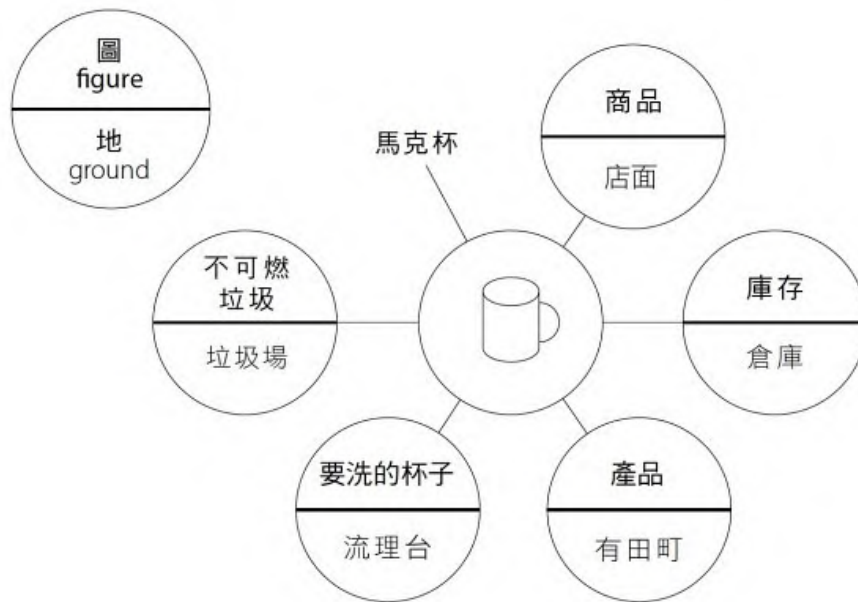 圖
figure
地
ground
馬克杯
商品
店面
不可燃
垃圾
垃圾場
庫存
倉庫
要洗的杯子
流理台
產品
有田町